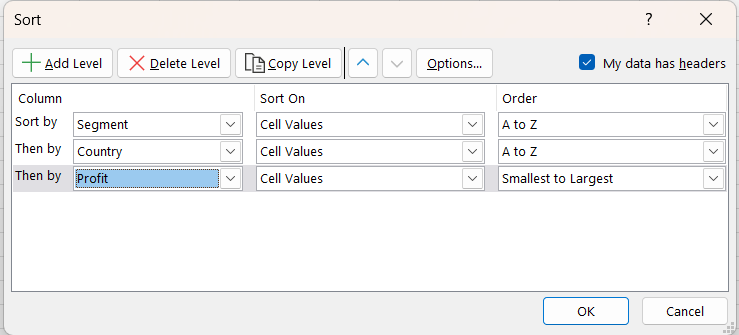 Sort ?
Add Level Delete Level Copy Level Options... My data has headers
Column Sort On Order
Sort by Segment Cell Values A to Z
Then by Country Cell Values A to Z
Then by Profit Cell Values Smallest to Largest
OK Cancel